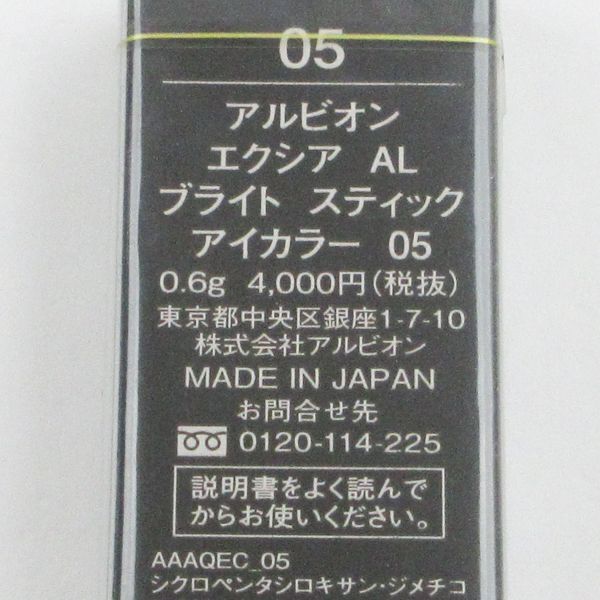 05
アルビオン
エクシア AL
ブライト スティック
アイカラー 05
0.6g 4,000円(税抜)
東京都中央区銀座1-7-10
株式会社アルビオン
MADE IN JAPAN
お問合せ先
0120-114-225
説明書をよく読んで
からお使いください。
AAAQEC_05
シクロペンタシロキサン・ジメチコ